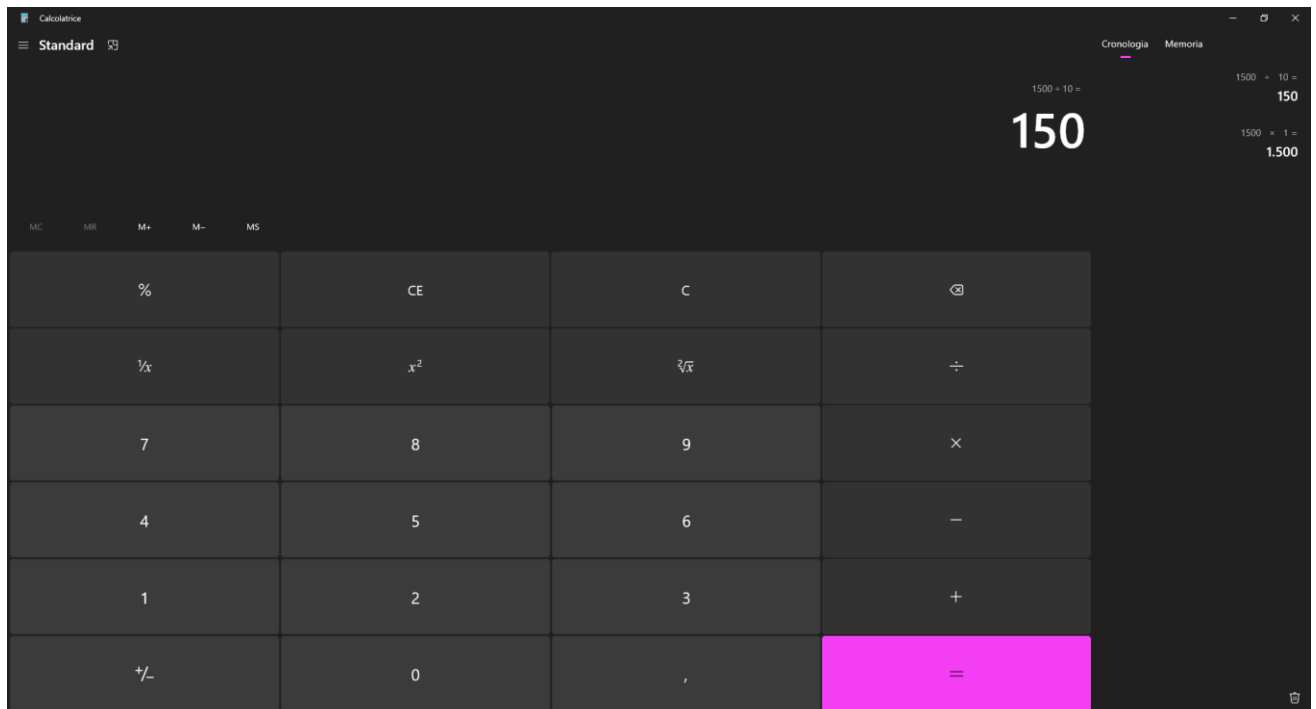 Calcolatrice
Standard
Cronologia Memoria
1500 ÷ 10 =
150
1500 ÷ 10 =
150
1500 × 1 =
1.500
MC MR M+ M− MS
% CE C
¹/x x² ²√x ÷
7 8 9 ×
4 5 6 −
1 2 3 +
+/− 0 , =